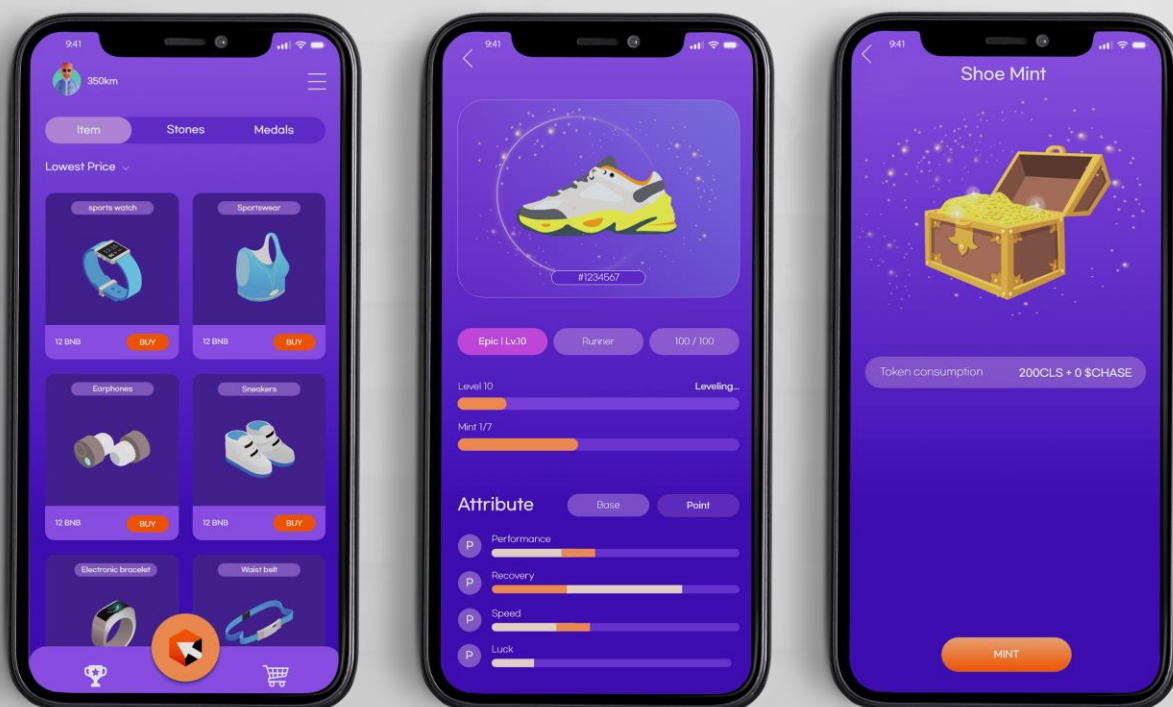 9:41
350km
Item Stones Medals
Lowest Price
sports watch Sportswear
12 BNB BUY 12 BNB BUY
Earphones Sneakers
12 BNB BUY 12 BNB BUY
Electronic bracelet Waist belt
9:41
#1234567
Epic | Lv.10 Runner 100 / 100
Level 10 Leveling...
Mint 1/7
Attribute Base Point
P Performance
P Recovery
P Speed
P Luck
9:41
Shoe Mint
Token consumption 200CLS + 0 $CHASE
MINT